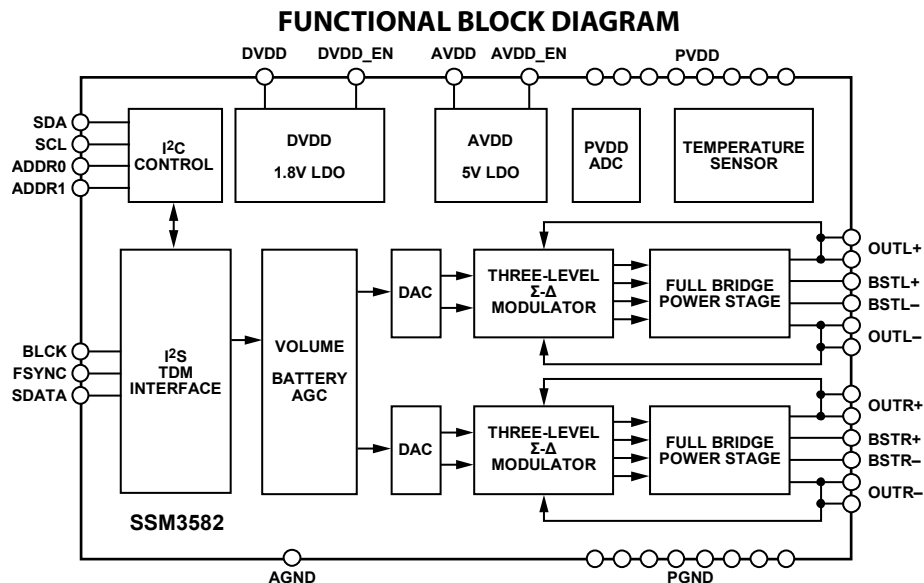 FUNCTIONAL BLOCK DIAGRAM
DVDD
DVDD_EN
AVDD
AVDD_EN
PVDD
SDA
SCL
ADDR0
ADDR1
I²C
CONTROL
DVDD
1.8V LDO
AVDD
5V LDO
PVDD
ADC
TEMPERATURE
SENSOR
BLCK
FSYNC
SDATA
I²S
TDM
INTERFACE
VOLUME
BATTERY
AGC
DAC
THREE-LEVEL
Σ-Δ
MODULATOR
FULL BRIDGE
POWER STAGE
OUTL+
BSTL+
BSTL–
OUTL–
DAC
THREE-LEVEL
Σ-Δ
MODULATOR
FULL BRIDGE
POWER STAGE
OUTR+
BSTR+
BSTR–
OUTR–
SSM3582
AGND
PGND